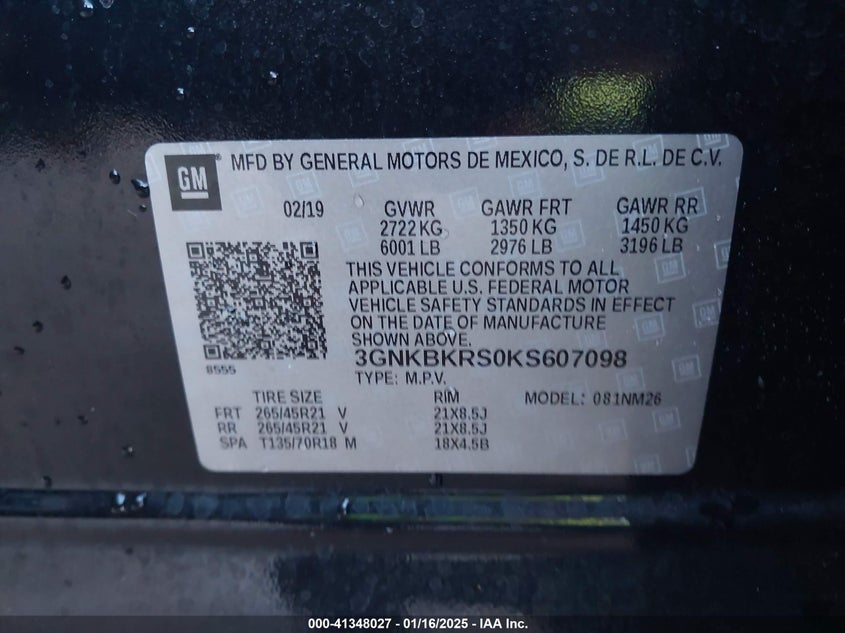 GM
MFD BY GENERAL MOTORS DE MEXICO, S. DE R.L. DE C.V.
02/19 GVWR GAWR FRT GAWR RR
2722 KG 1350 KG 1450 KG
6001 LB 2976 LB 3196 LB
THIS VEHICLE CONFORMS TO ALL
APPLICABLE U.S. FEDERAL MOTOR
VEHICLE SAFETY STANDARDS IN EFFECT
ON THE DATE OF MANUFACTURE
SHOWN ABOVE.
8555
3GNKBKRS0KS607098
TYPE: M.P.V.
TIRE SIZE RIM MODEL: 081NM26
FRT 265/45R21 V 21X8.5J
RR 265/45R21 V 21X8.5J
SPA T135/70R18 M 18X4.5B
000-41348027 - 01/16/2025 - IAA Inc.